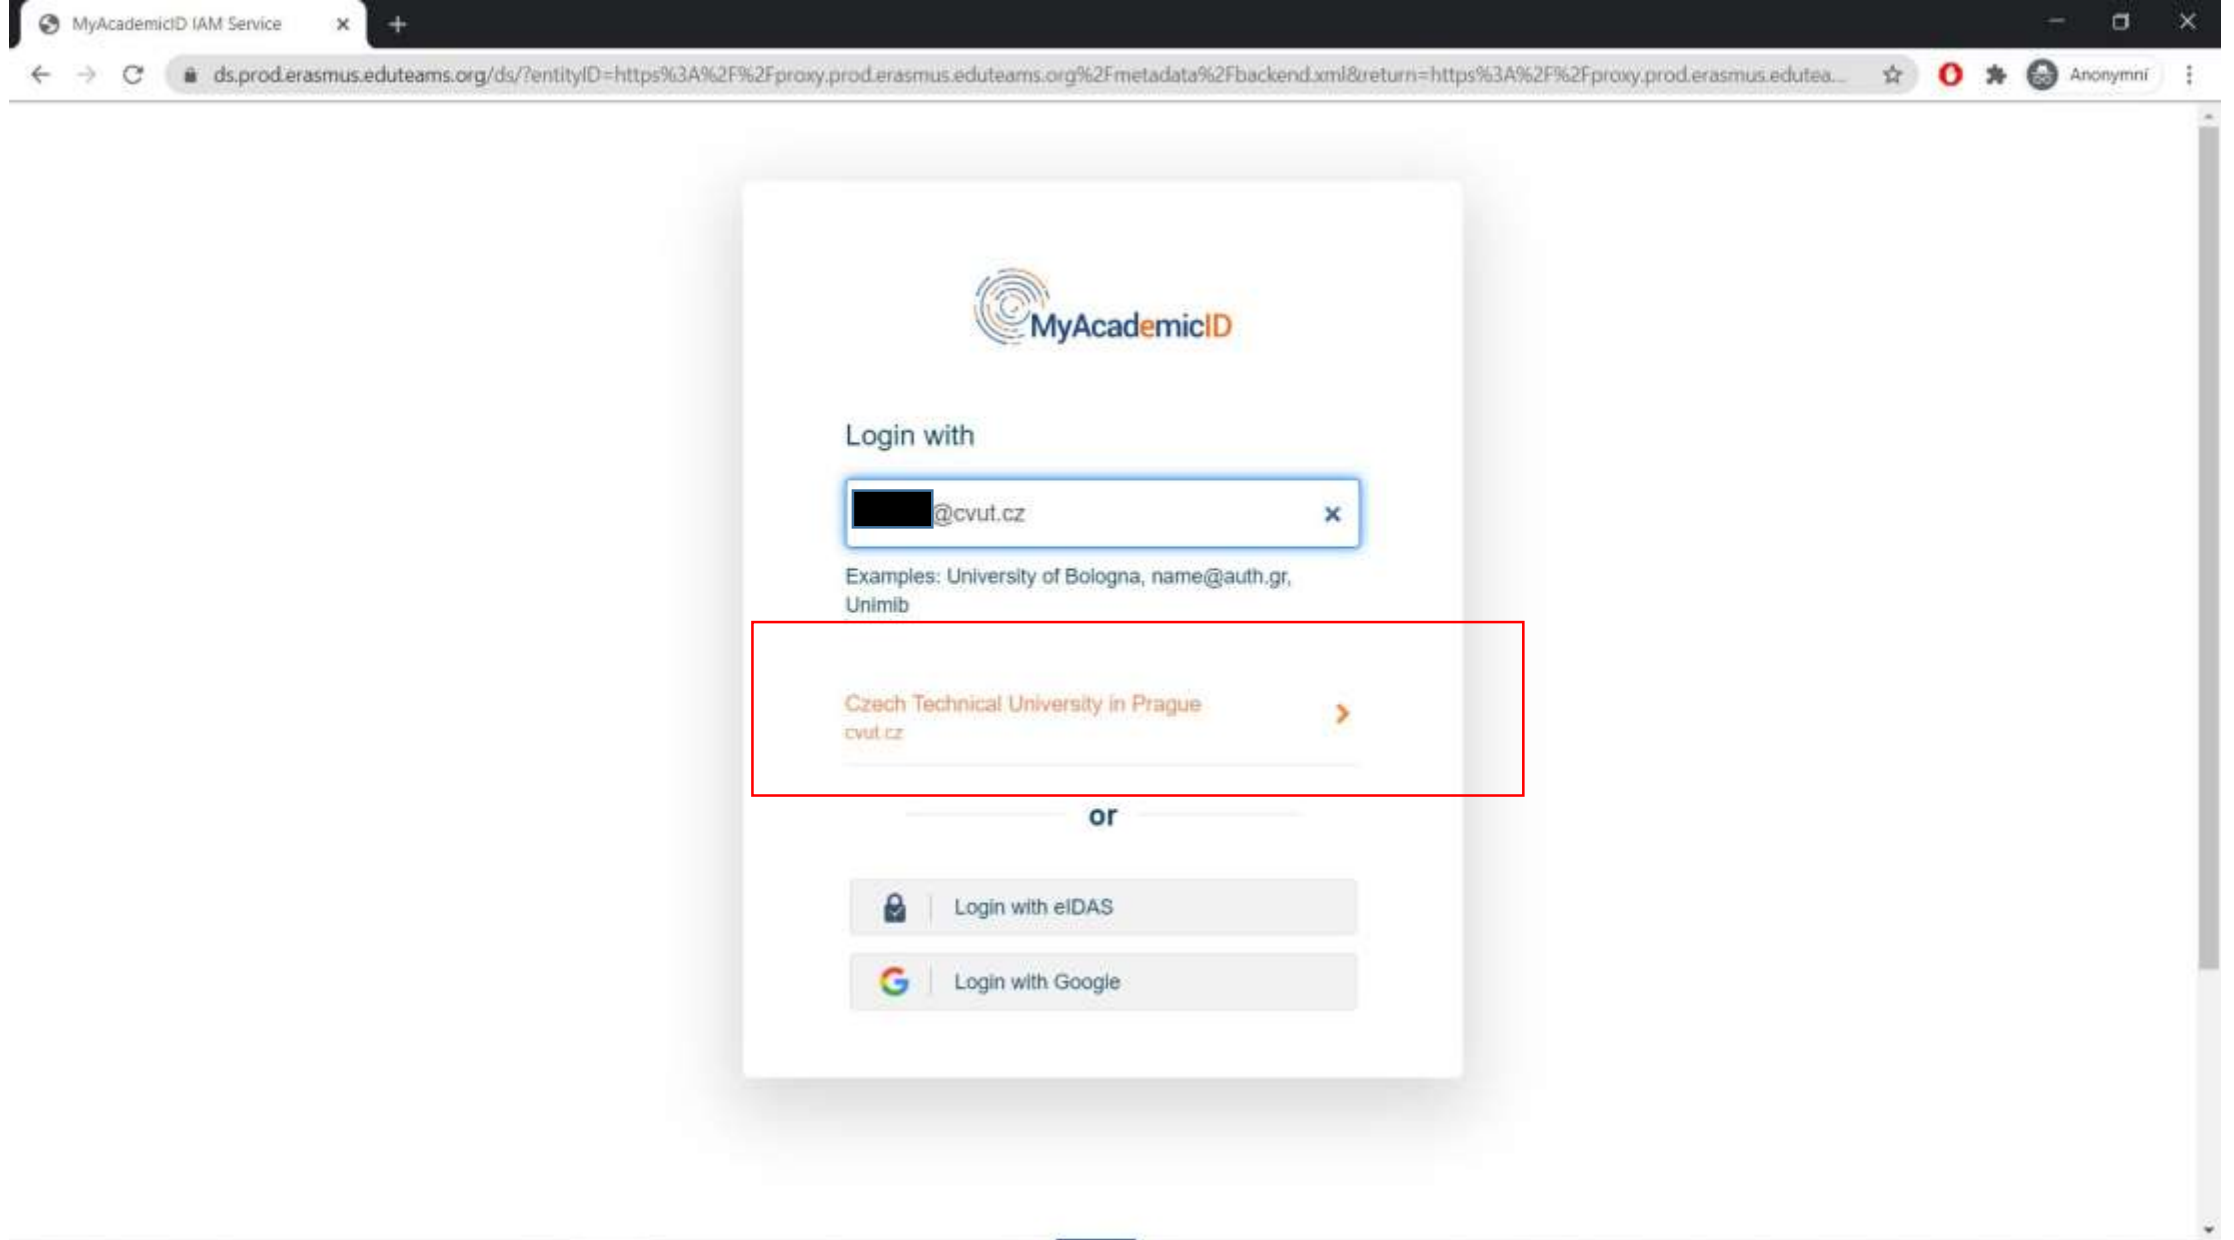 MyAcademicID IAM Service
ds.prod.erasmus.eduteams.org/ds/?entityID=https%3A%2F%2Fproxy.prod.erasmus.eduteams.org%2Fmetadata%2Fbackend.xml&return=https%3A%2F%2Fproxy.prod.erasmus.edutea...
Anonymní
MyAcademicID
Login with
@cvut.cz
Examples: University of Bologna, name@auth.gr,
Unimib
Czech Technical University in Prague
cvut.cz
or
Login with eIDAS
Login with Google